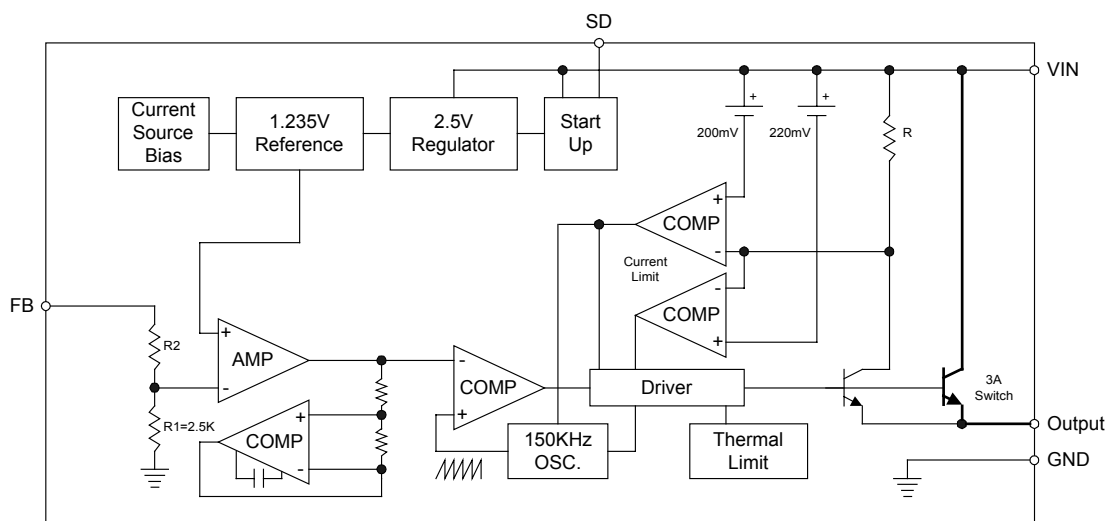 SD
VIN
Current
Source
Bias
1.235V
Reference
2.5V
Regulator
Start
Up
+
200mV
+
220mV
R
+
COMP
-
Current
Limit
-
COMP
+
FB
R2
+
AMP
-
R1=2.5K
+
COMP
-
-
COMP
+
Driver
150KHz
OSC.
Thermal
Limit
3A
Switch
Output
GND